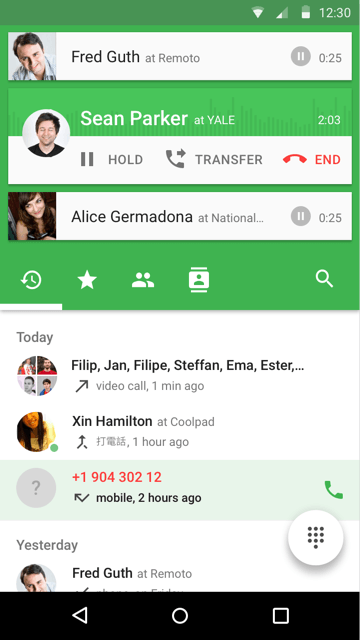 12:30
Fred Guth at Remoto 0:25
Sean Parker at YALE 2:03
HOLD TRANSFER END
Alice Germadona at National... 0:25
Today
Filip, Jan, Filipe, Steffan, Ema, Ester,...
video call, 1 min ago
Xin Hamilton at Coolpad
打電話, 1 hour ago
?
+1 904 302 12
mobile, 2 hours ago
Yesterday
Fred Guth at Remoto